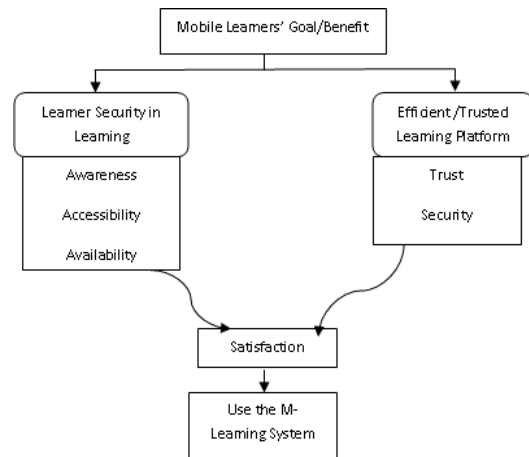 Mobile Learners' Goal/Benefit
Learner Security in
Learning
Awareness
Accessibility
Availability
Efficient /Trusted
Learning Platform
Trust
Security
Satisfaction
Use the M-
Learning System